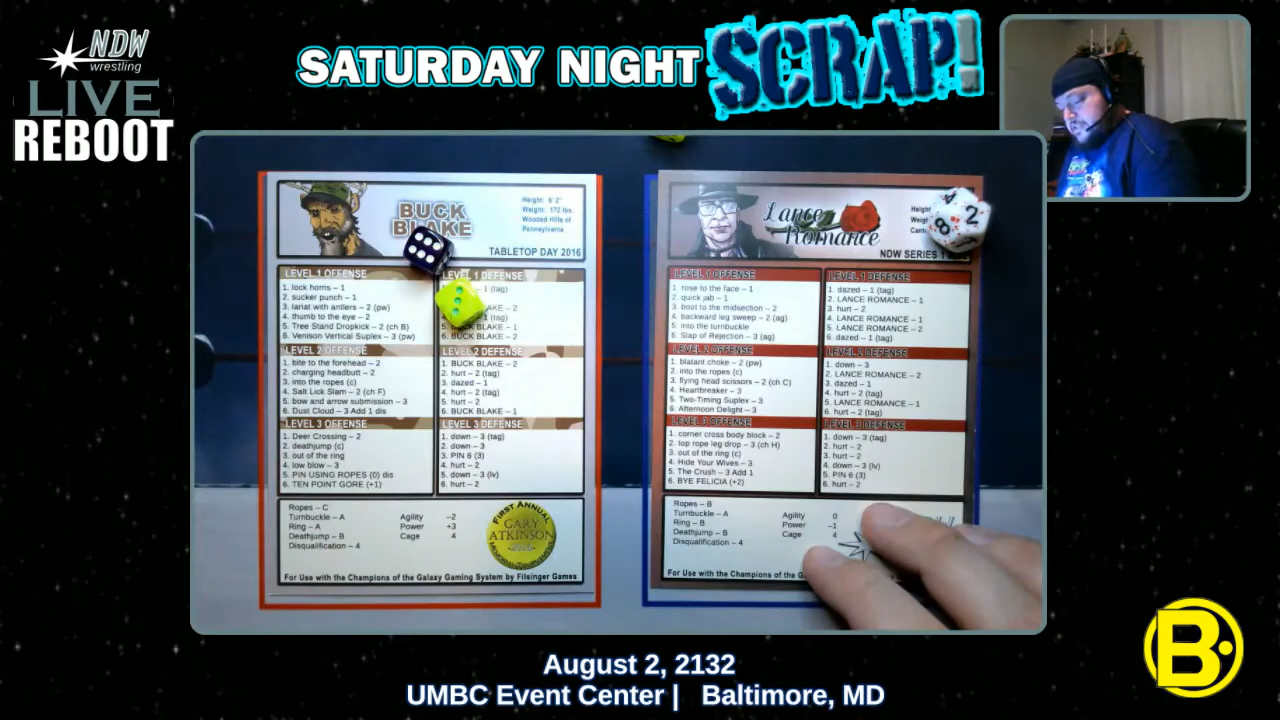 NDW
wrestling
LIVE
REBOOT
SATURDAY NIGHT SCRAP!
BUCK
BLAKE
Height: 6' 2"
Weight: 172 lbs.
Wooded Hills of
Pennsylvania
TABLETOP DAY 2016
LEVEL 1 OFFENSE
1. lock horns – 1
2. sucker punch – 1
3. lariat with antlers – 2 (pw)
4. thumb to the eye – 2
5. Tree Stand Dropkick – 2 (ch B)
6. Venison Vertical Suplex – 3 (pw)
LEVEL 1 DEFENSE
– 1 (tag)
– 2
1 (tag)
5. BLAKE – 1
6. BUCK BLAKE – 2
LEVEL 2 OFFENSE
1. bite to the forehead – 2
2. charging headbutt – 2
3. into the ropes (c)
4. Salt Lick Slam – 2 (ch F)
5. bow and arrow submission – 3
6. Dust Cloud – 3 Add 1 dis
LEVEL 2 DEFENSE
1. BUCK BLAKE – 2
2. hurt – 2 (tag)
3. dazed – 1
4. hurt – 2 (tag)
5. hurt – 2
6. BUCK BLAKE – 1
LEVEL 3 OFFENSE
1. Deer Crossing – 2
2. deathjump (c)
3. out of the ring
4. low blow – 3
5. PIN USING ROPES (0) dis
6. TEN POINT GORE (+1)
LEVEL 3 DEFENSE
1. down – 3 (tag)
2. down – 3
3. PIN 6 (3)
4. hurt – 2
5. down – 3 (lv)
6. hurt – 2
Ropes – C
Turnbuckle – A
Ring – A
Deathjump – B
Disqualification – 4
Agility –2
Power +3
Cage 4
FIRST ANNUAL
GARY
ATKINSON
For Use with the Champions of the Galaxy Gaming System by Filsinger Games
Lance
Romance
NDW SERIES 1
8
2
LEVEL 1 OFFENSE
1. rose to the face – 1
2. quick jab – 1
3. boot to the midsection – 2
4. backward leg sweep – 2 (ag)
5. into the turnbuckle
6. Slap of Rejection – 3 (ag)
LEVEL 1 DEFENSE
1. dazed – 1 (tag)
2. LANCE ROMANCE – 1
3. hurt – 2
4. LANCE ROMANCE – 1
5. LANCE ROMANCE – 2
6. dazed – 1 (tag)
LEVEL 2 OFFENSE
1. blatant choke – 2 (pw)
2. into the ropes (c)
3. flying head scissors – 2 (ch C)
4. Heartbreaker – 3
5. Two-Timing Suplex – 3
6. Afternoon Delight – 3
LEVEL 2 DEFENSE
1. down – 3
2. LANCE ROMANCE – 2
3. dazed – 1
4. hurt – 2 (tag)
5. LANCE ROMANCE – 1
6. hurt – 2 (tag)
LEVEL 3 OFFENSE
1. corner cross body block – 2
2. top rope leg drop – 3 (ch H)
3. out of the ring (c)
4. Hide Your Wives – 3
5. The Crush – 3 Add 1
6. BYE FELICIA (+2)
LEVEL 3 DEFENSE
1. down – 3 (tag)
2. hurt – 2
3. hurt – 2
4. down – 3 (lv)
5. PIN 6 (3)
6. hurt – 2
Ropes – B
Turnbuckle – A
Ring – B
Deathjump – B
Disqualification – 4
Agility 0
Power –1
Cage 4
For Use with the Champions of the
August 2, 2132
UMBC Event Center | Baltimore, MD
B